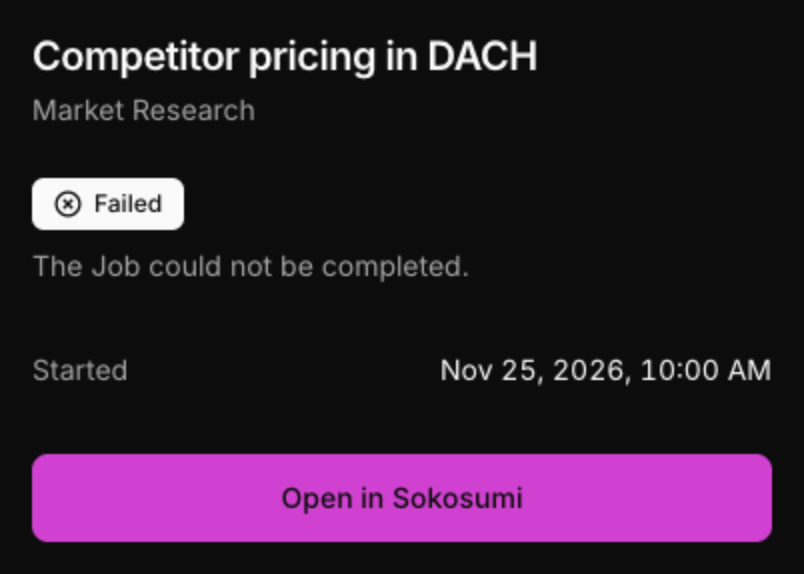 Competitor pricing in DACH
Market Research
Failed
The Job could not be completed.
Started Nov 25, 2026, 10:00 AM
Open in Sokosumi